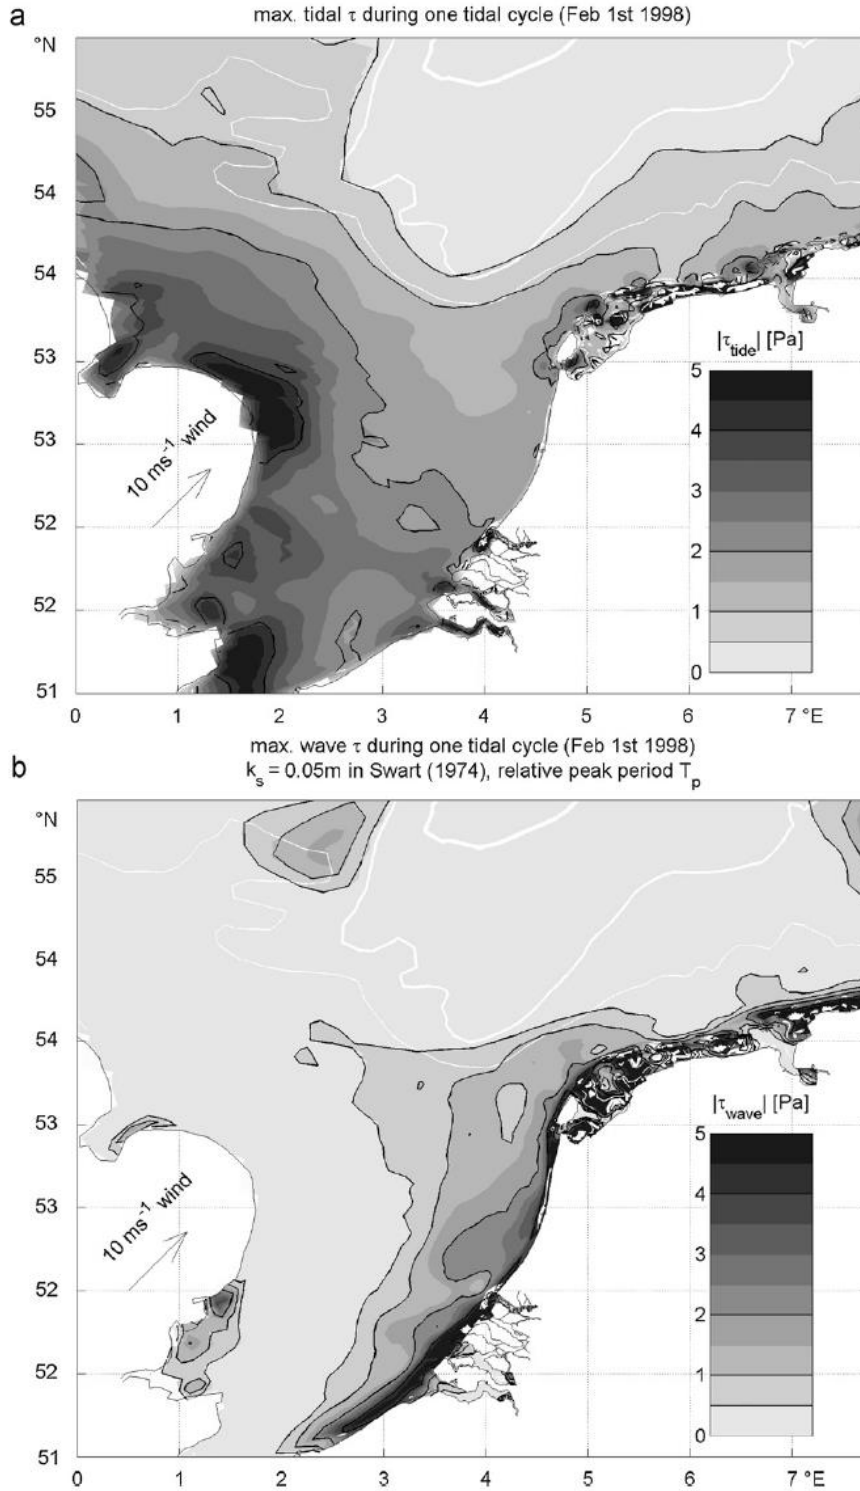 a
max. tidal τ during one tidal cycle (Feb 1st 1998)
°N
55
54
54
53
53
52
52
51
10 ms⁻¹ wind
|τtide| [Pa]
5
4
3
2
1
0
0 1 2 3 4 5 6 7 °E
b
max. wave τ during one tidal cycle (Feb 1st 1998)
ks = 0.05m in Swart (1974), relative peak period Tp
°N
55
54
54
53
53
52
52
51
10 ms⁻¹ wind
|τwave| [Pa]
5
4
3
2
1
0
0 1 2 3 4 5 6 7 °E